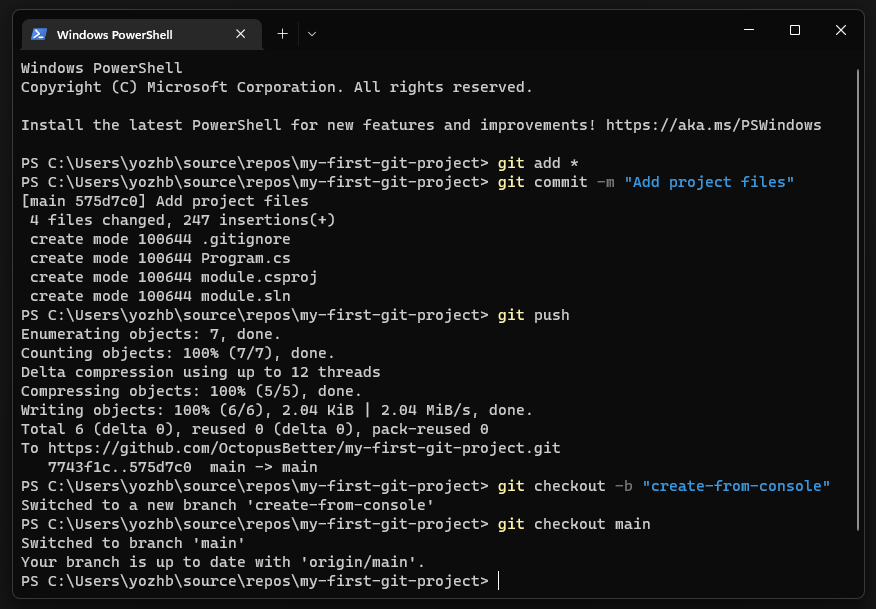 Windows PowerShell
Windows PowerShell
Copyright (C) Microsoft Corporation. All rights reserved.
Install the latest PowerShell for new features and improvements! https://aka.ms/PSWindows
PS C:\Users\yozhb\source\repos\my-first-git-project> git add *
PS C:\Users\yozhb\source\repos\my-first-git-project> git commit -m "Add project files"
[main 575d7c0] Add project files
 4 files changed, 247 insertions(+)
 create mode 100644 .gitignore
 create mode 100644 Program.cs
 create mode 100644 module.csproj
 create mode 100644 module.sln
PS C:\Users\yozhb\source\repos\my-first-git-project> git push
Enumerating objects: 7, done.
Counting objects: 100% (7/7), done.
Delta compression using up to 12 threads
Compressing objects: 100% (5/5), done.
Writing objects: 100% (6/6), 2.04 KiB | 2.04 MiB/s, done.
Total 6 (delta 0), reused 0 (delta 0), pack-reused 0
To https://github.com/OctopusBetter/my-first-git-project.git
   7743f1c..575d7c0  main -> main
PS C:\Users\yozhb\source\repos\my-first-git-project> git checkout -b "create-from-console"
Switched to a new branch 'create-from-console'
PS C:\Users\yozhb\source\repos\my-first-git-project> git checkout main
Switched to branch 'main'
Your branch is up to date with 'origin/main'.
PS C:\Users\yozhb\source\repos\my-first-git-project>